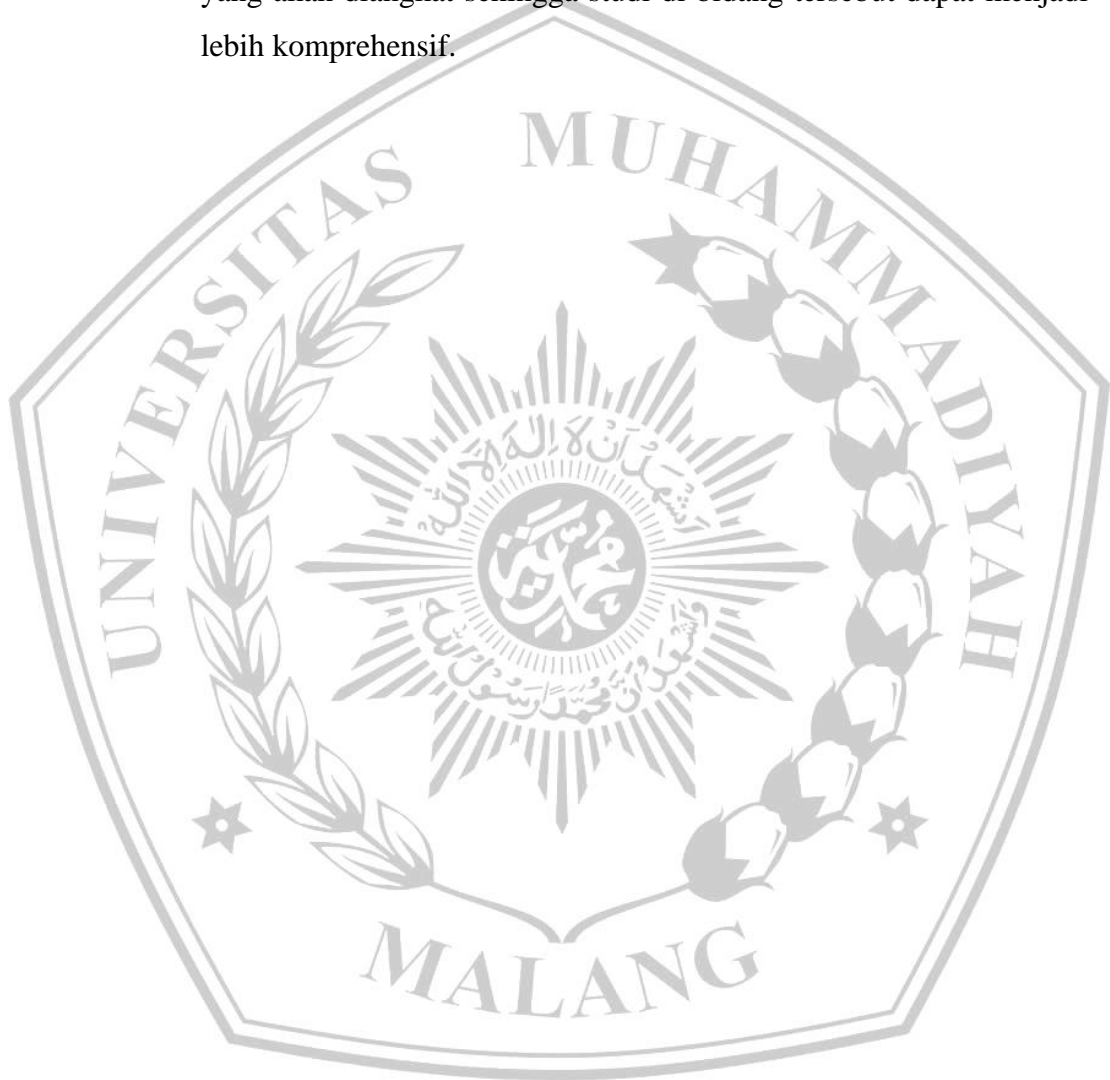 yang akan diangkat sehingga studi di bidang tersebut dapat menjadi
lebih komprehensif.
UNIVERSITAS MUHAMMADIYAH
MALANG